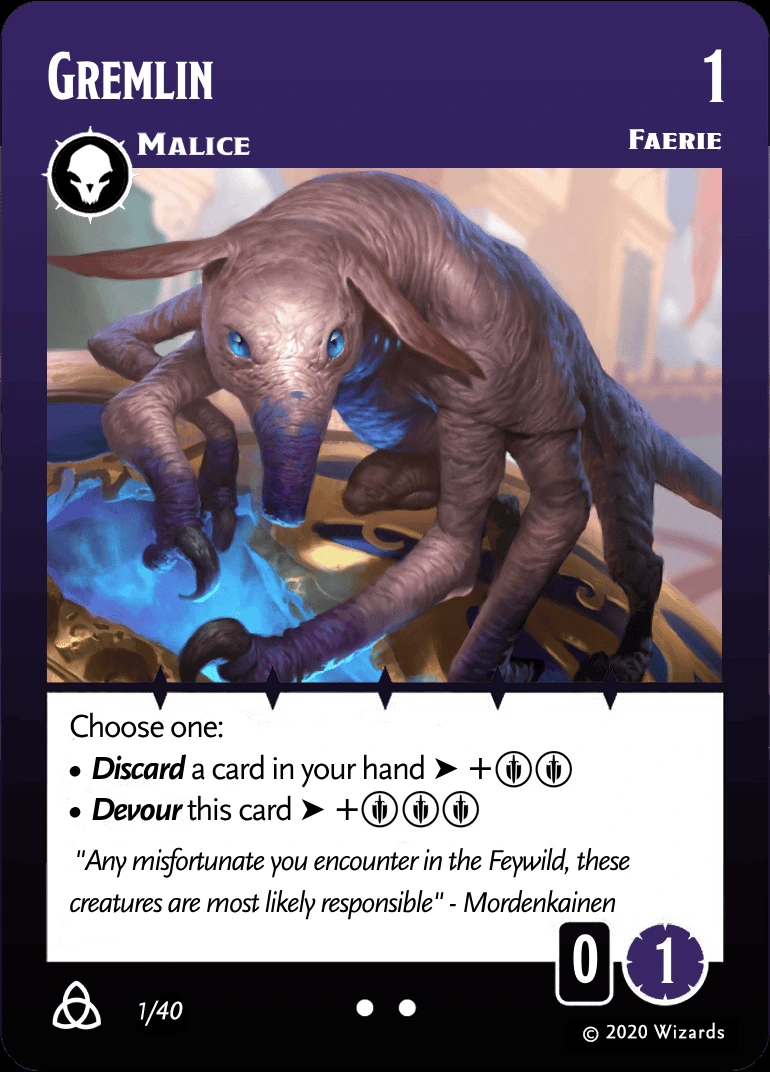 Gremlin 1
Malice Faerie
Choose one:
• Discard a card in your hand ➤ +
• Devour this card ➤ +
"Any misfortunate you encounter in the Feywild, these
creatures are most likely responsible" - Mordenkainen
0 1
1/40
© 2020 Wizards